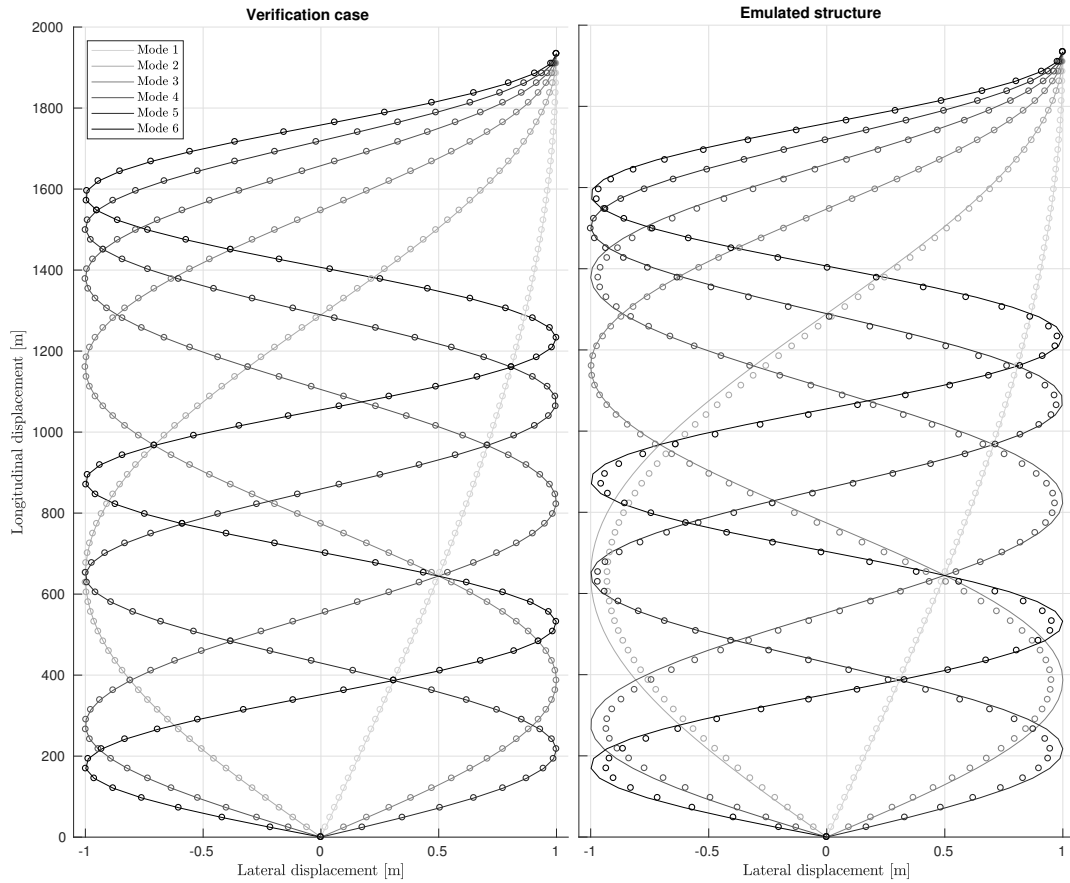 Verification case
Emulated structure
2000
1800
1600
1400
1200
1000
800
600
400
200
0
Longitudinal displacement [m]
Mode 1
Mode 2
Mode 3
Mode 4
Mode 5
Mode 6
-1 -0.5 0 0.5 1
-1 -0.5 0 0.5 1
Lateral displacement [m]
Lateral displacement [m]